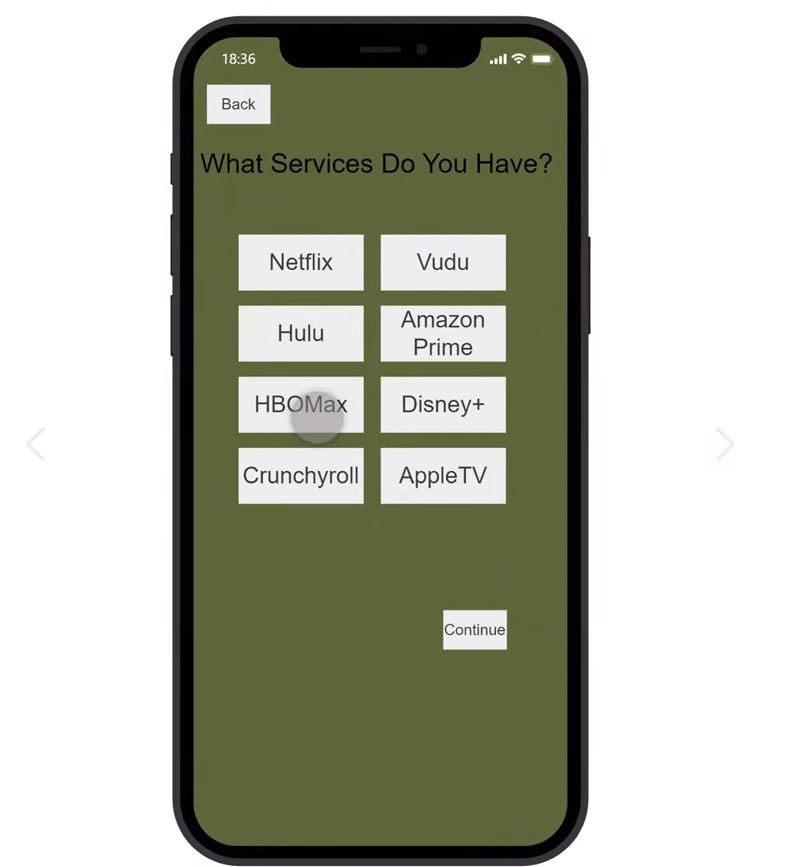 18:36
Back
What Services Do You Have?
Netflix
Vudu
Hulu
Amazon
Prime
HBOMax
Disney+
Crunchyroll
AppleTV
Continue